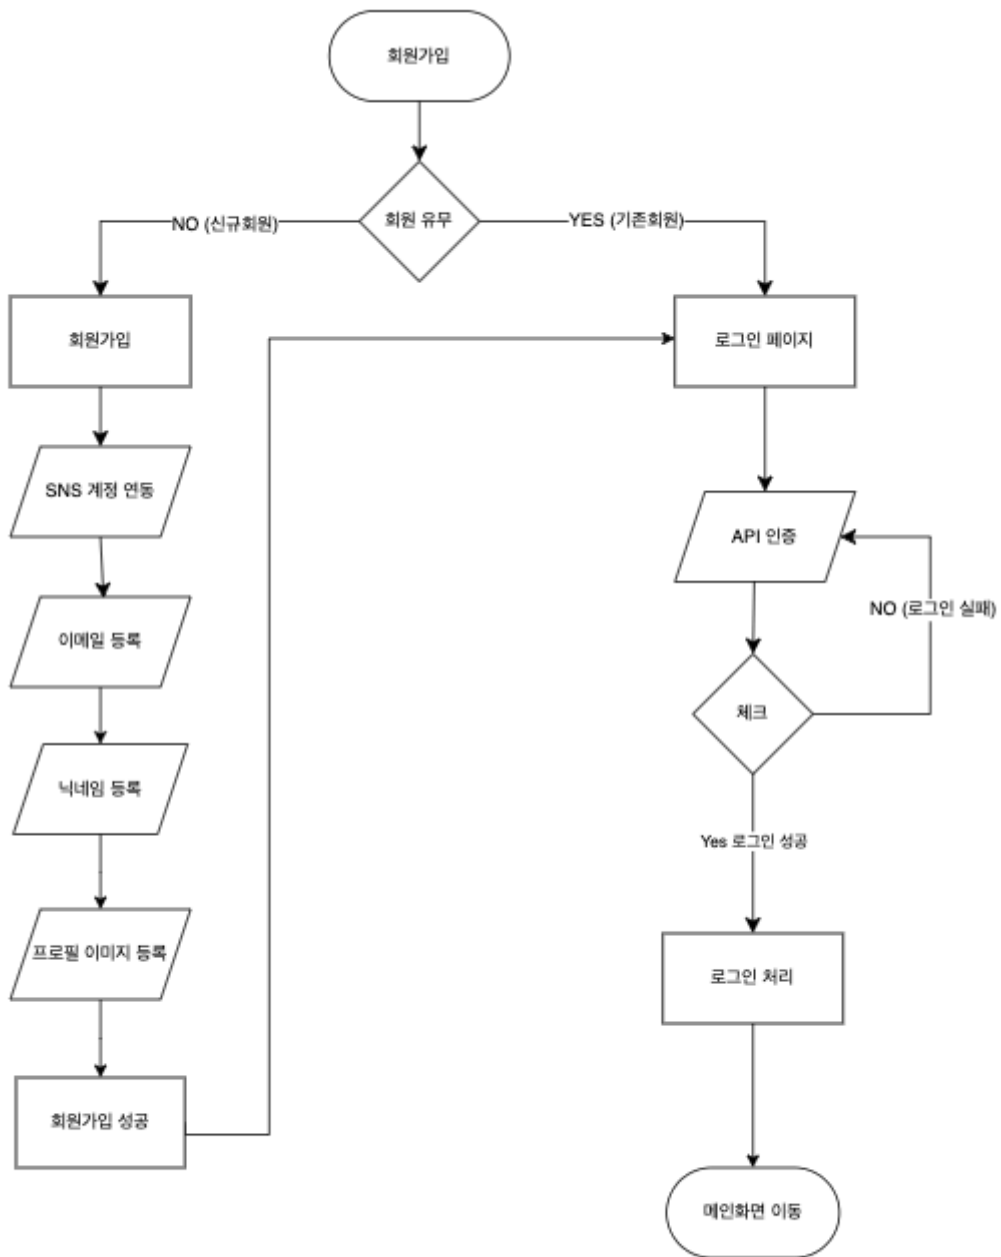 회원가입
회원 유무
NO (신규회원)
YES (기존회원)
회원가입
로그인 페이지
SNS 계정 연동
API 인증
NO (로그인 실패)
이메일 등록
체크
닉네임 등록
Yes 로그인 성공
프로필 이미지 등록
로그인 처리
회원가입 성공
메인화면 이동